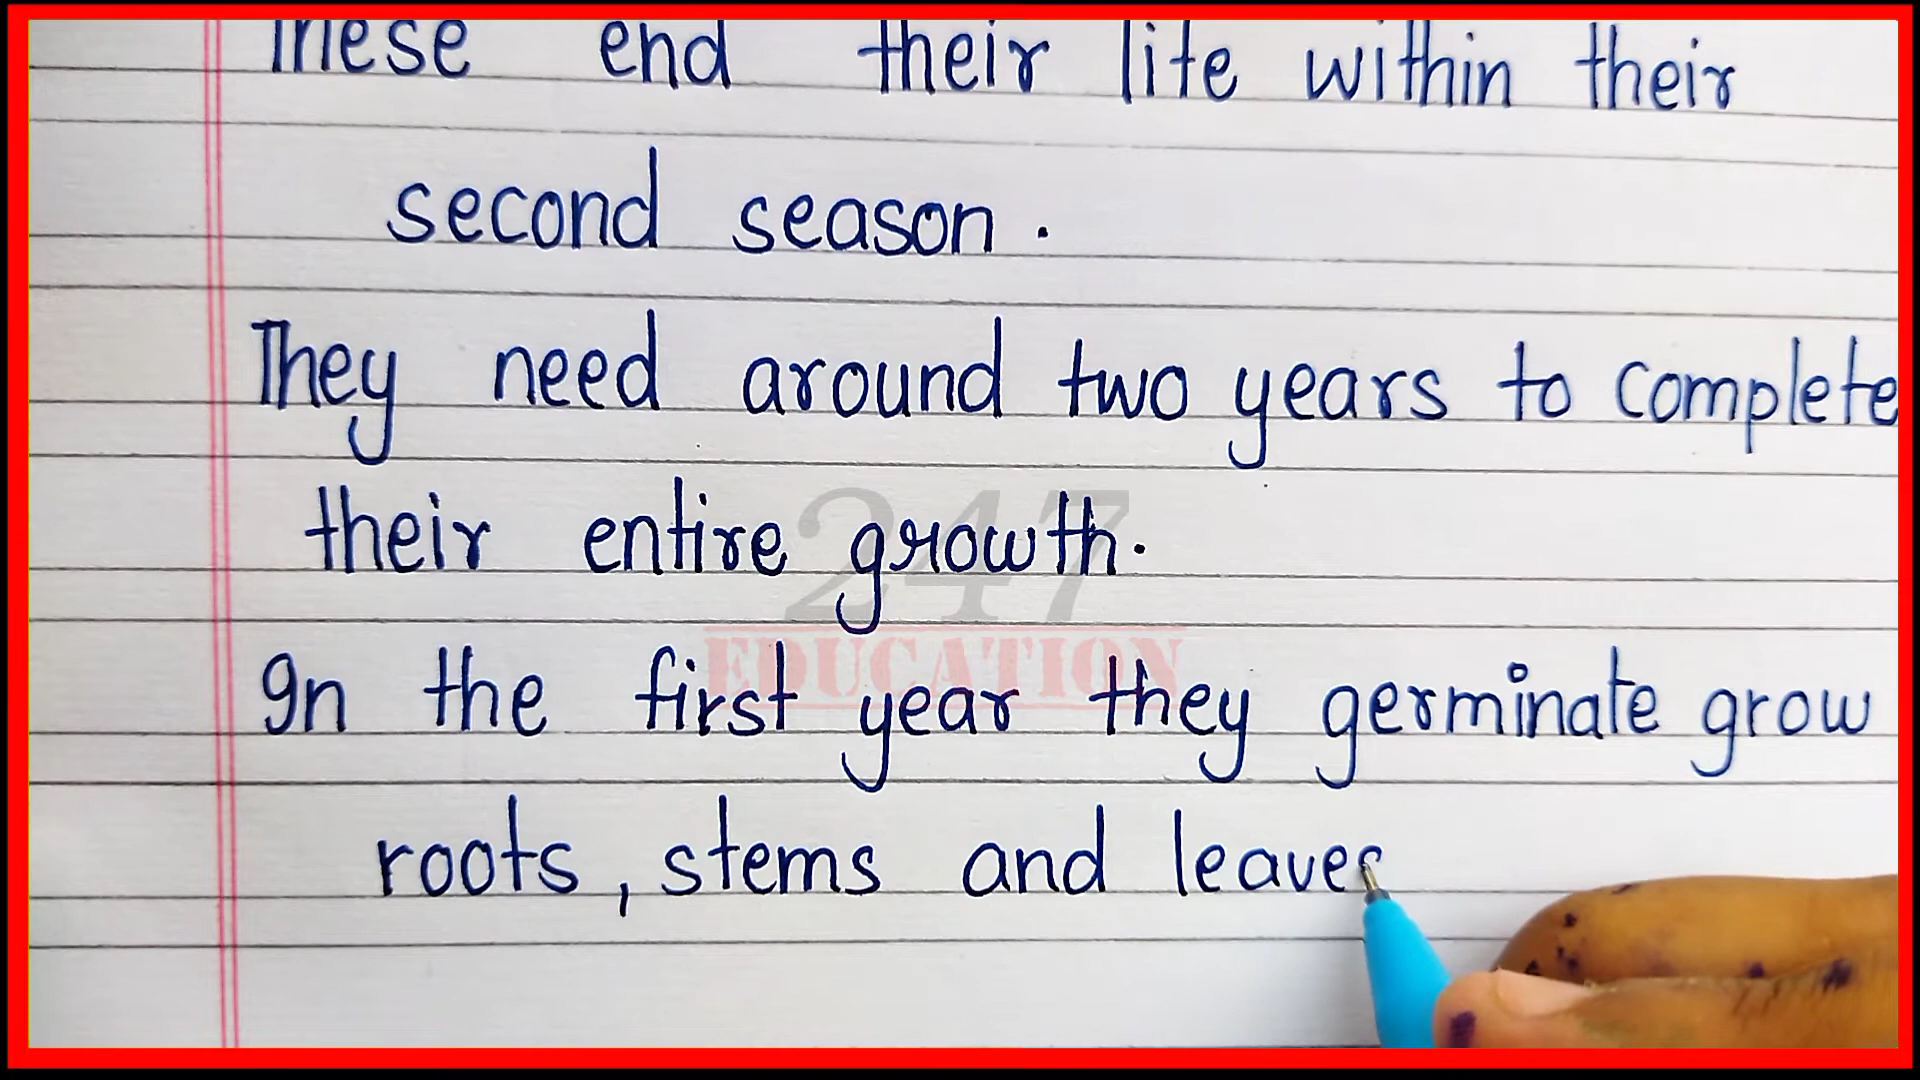 These end their life within their
second season.
They need around two years to complete
their entire growth.
247
EDUCATION
In the first year they germinate grow
roots, stems and leaves